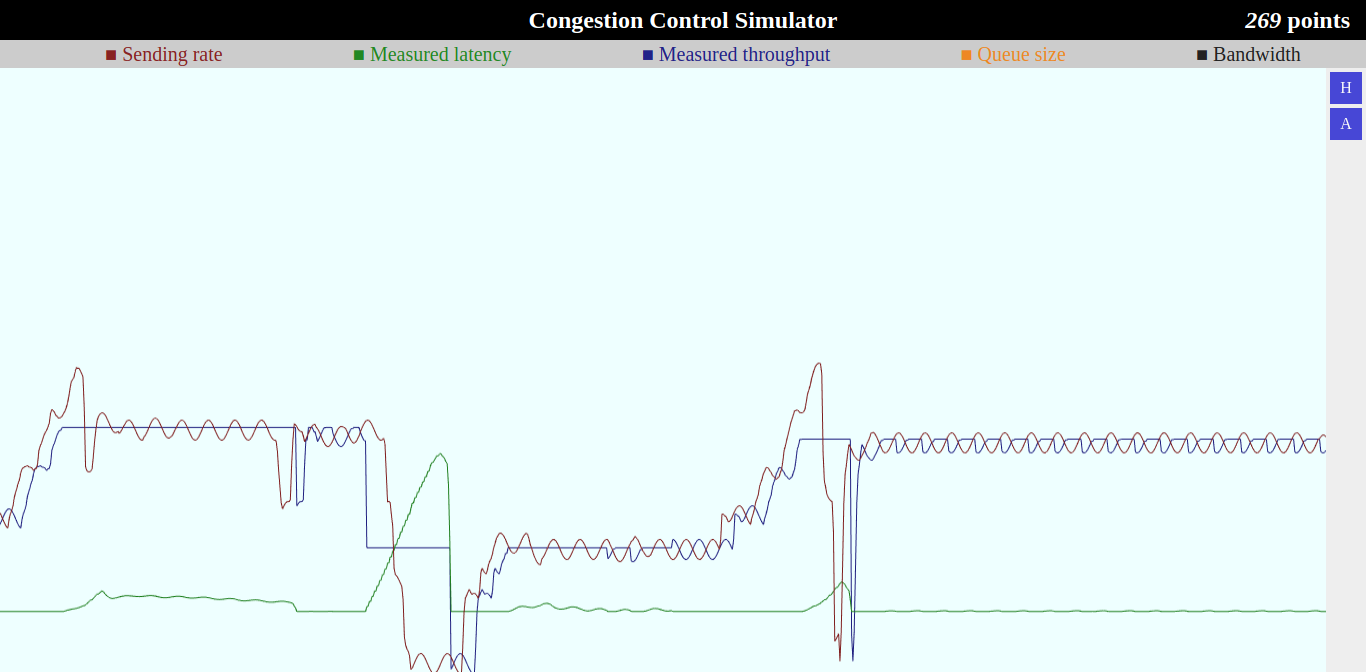 Congestion Control Simulator
269 points
■ Sending rate ■ Measured latency ■ Measured throughput ■ Queue size ■ Bandwidth
H
A